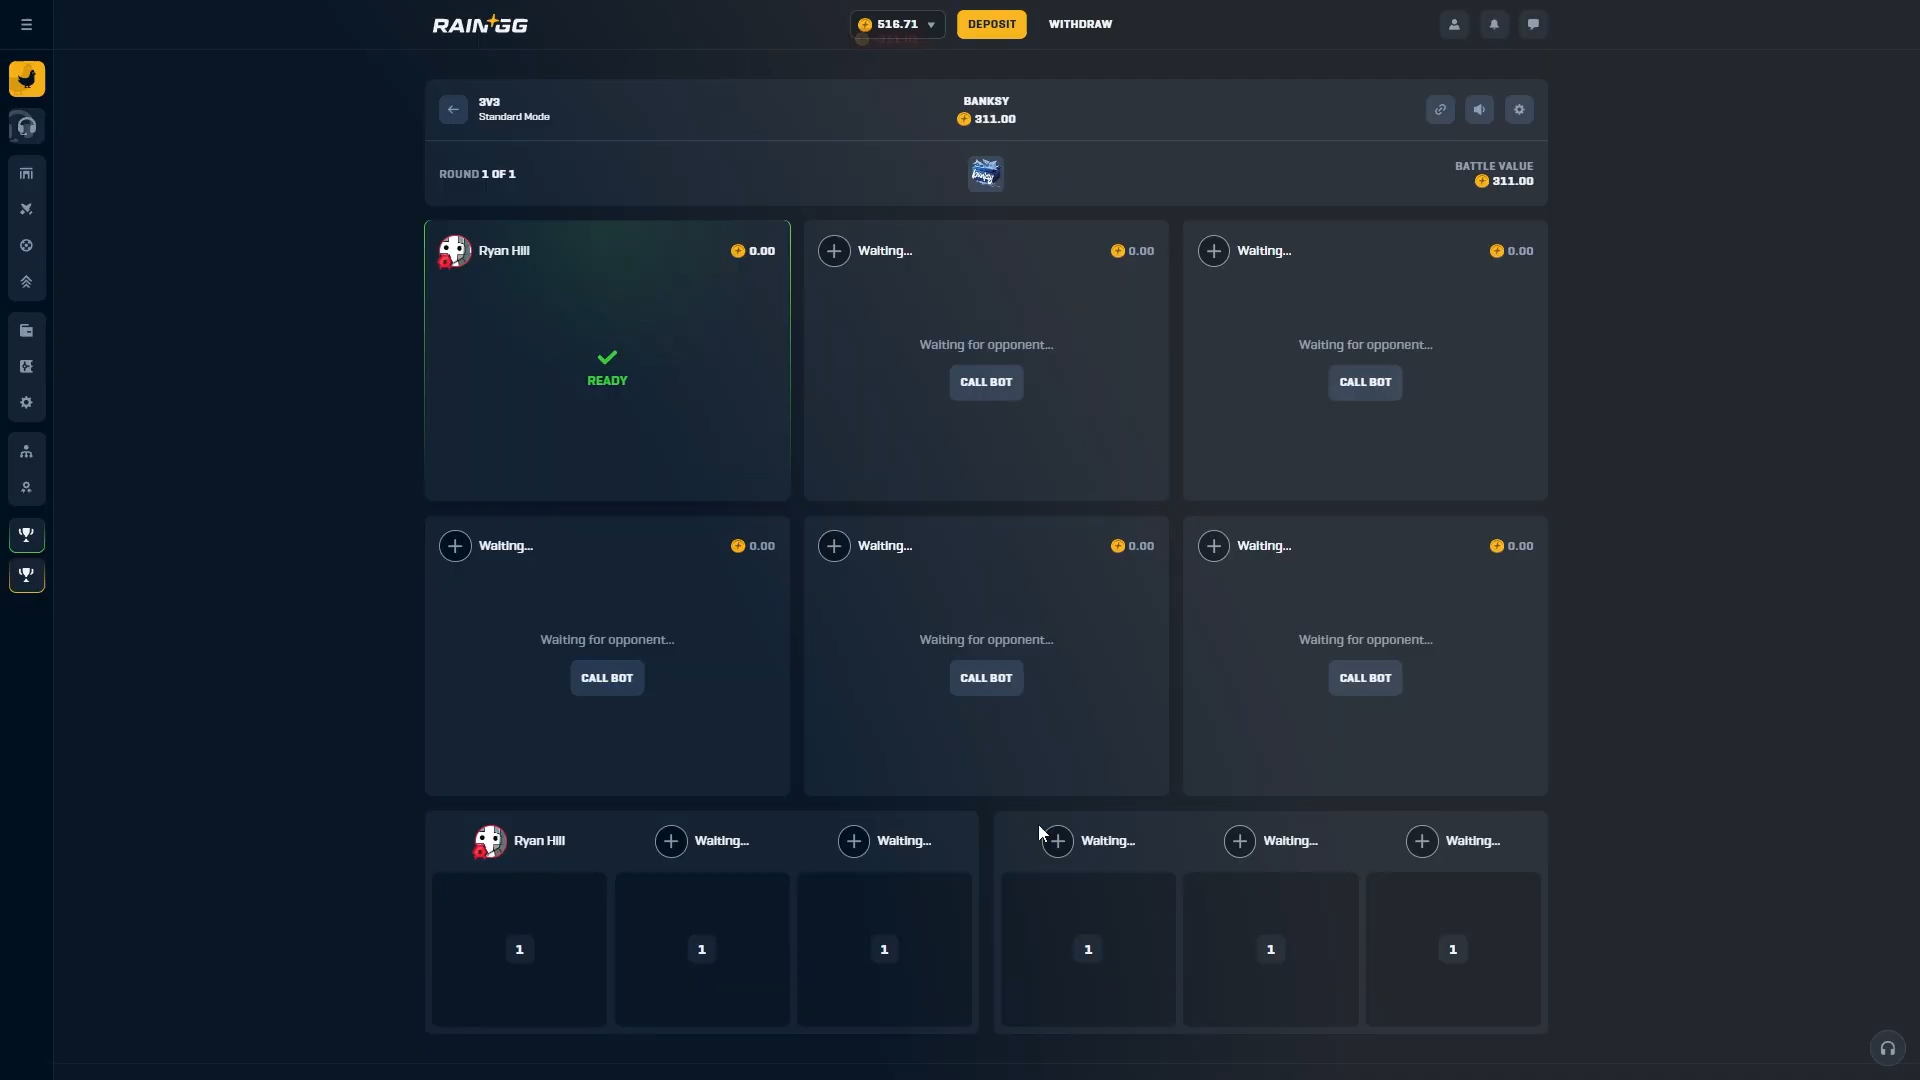 RAIN GG
516.71
DEPOSIT
WITHDRAW
3V3
Standard Mode
BANKSY
311.00
ROUND 1 OF 1
BATTLE VALUE
311.00
Ryan Hill
0.00
READY
Waiting...
0.00
Waiting for opponent...
CALL BOT
Waiting...
0.00
Waiting for opponent...
CALL BOT
Waiting...
0.00
Waiting for opponent...
CALL BOT
Waiting...
0.00
Waiting for opponent...
CALL BOT
Waiting...
0.00
Waiting for opponent...
CALL BOT
Ryan Hill
Waiting...
Waiting...
Waiting...
Waiting...
Waiting...
1
1
1
1
1
1